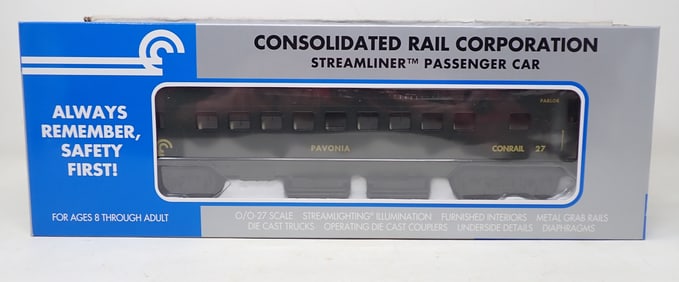 CONSOLIDATED RAIL CORPORATION
STREAMLINER™ PASSENGER CAR
ALWAYS
REMEMBER,
SAFETY
FIRST!
FOR AGES 8 THROUGH ADULT
PARLOR
PAVONIA
CONRAIL 27
O/O-27 SCALE STREAMLIGHTING® ILLUMINATION FURNISHED INTERIORS METAL GRAB RAILS
DIE CAST TRUCKS OPERATING DIE CAST COUPLERS UNDERSIDE DETAILS DIAPHRAGMS